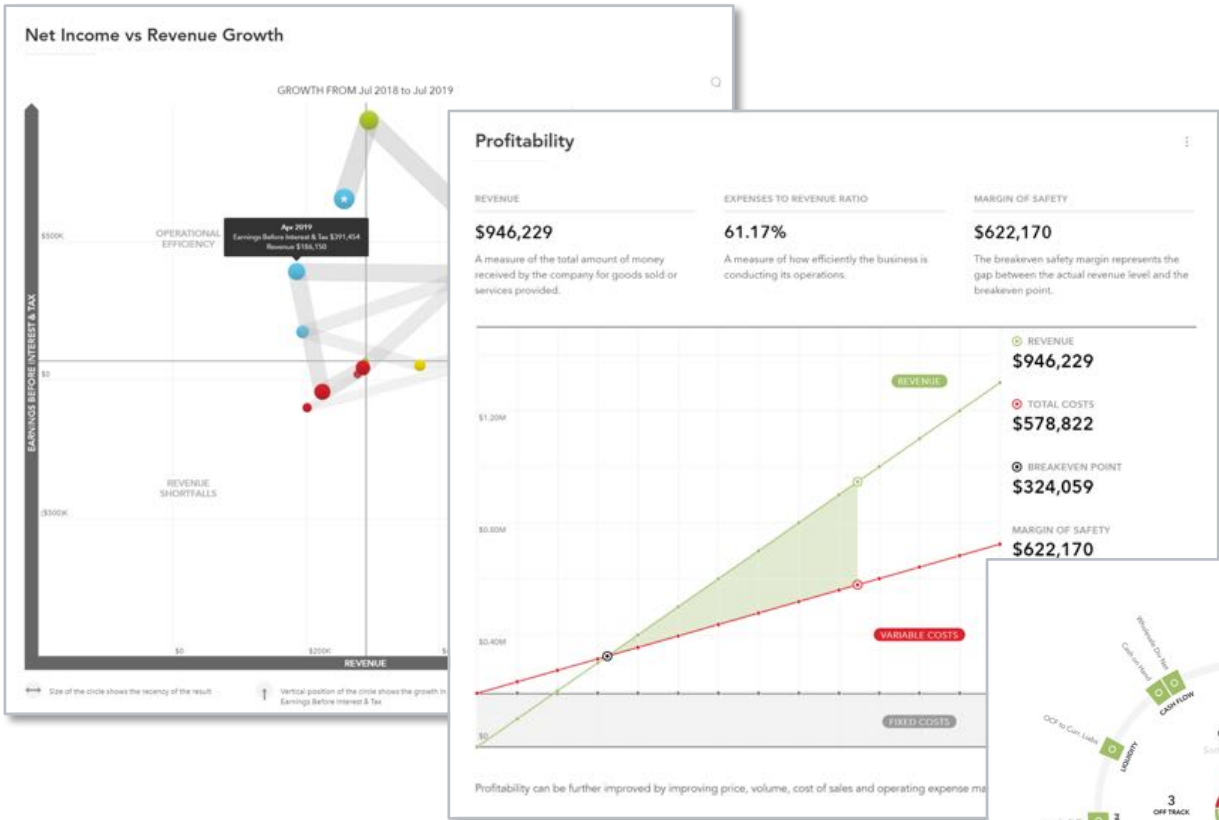 Net Income vs Revenue Growth
GROWTH FROM Jul 2018 to Jul 2019
$500K
OPERATIONAL
EFFICIENCY
Apr 2019
Earnings Before Interest & Tax $391,454
Revenue $186,150
EARNINGS BEFORE INTEREST & TAX
$0
REVENUE
SHORTFALLS
($500)K
$0
$200K
REVENUE
Size of the circle shows the recency of the result
Vertical position of the circle shows the growth in
Earnings Before Interest & Tax
Profitability
REVENUE
$946,229
A measure of the total amount of money
received by the company for goods sold or
services provided.
EXPENSES TO REVENUE RATIO
61.17%
A measure of how efficiently the business is
conducting its operations.
MARGIN OF SAFETY
$622,170
The breakeven safety margin represents the
gap between the actual revenue level and the
breakeven point.
REVENUE
$1.20M
$0.80M
$0.40M
$0
VARIABLE COSTS
FIXED COSTS
REVENUE
$946,229
TOTAL COSTS
$578,822
BREAKEVEN POINT
$324,059
MARGIN OF SAFETY
$622,170
Profitability can be further improved by improving price, volume, cost of sales and operating expense
Cash on Hand
CASH FLOW
OCF to Curr. Liabs
LIQUIDITY
3
OFF TRACK